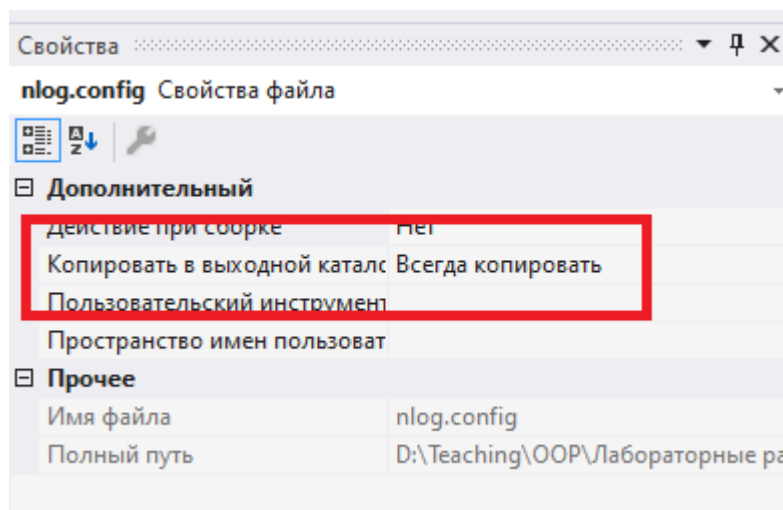 Свойства
nlog.config Свойства файла
Дополнительный
Действие при сборке Нет
Копировать в выходной катало Всегда копировать
Пользовательский инструмент
Пространство имен пользоват
Прочее
Имя файла nlog.config
Полный путь D:\Teaching\OOP\Лабораторные ра